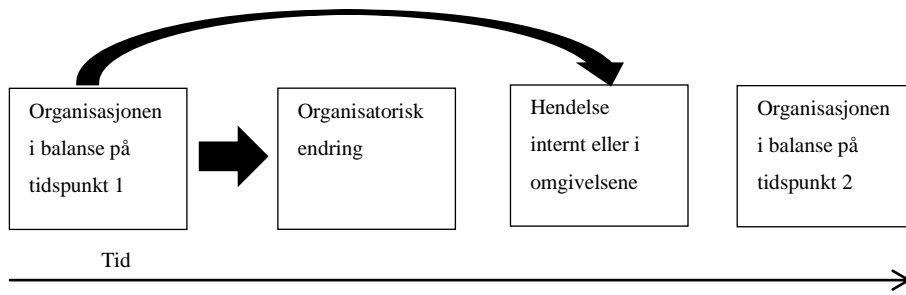 Organisasjonen
i balanse på
tidspunkt 1
Organisatorisk
endring
Hendelse
internt eller i
omgivelsene
Organisasjonen
i balanse på
tidspunkt 2
Tid